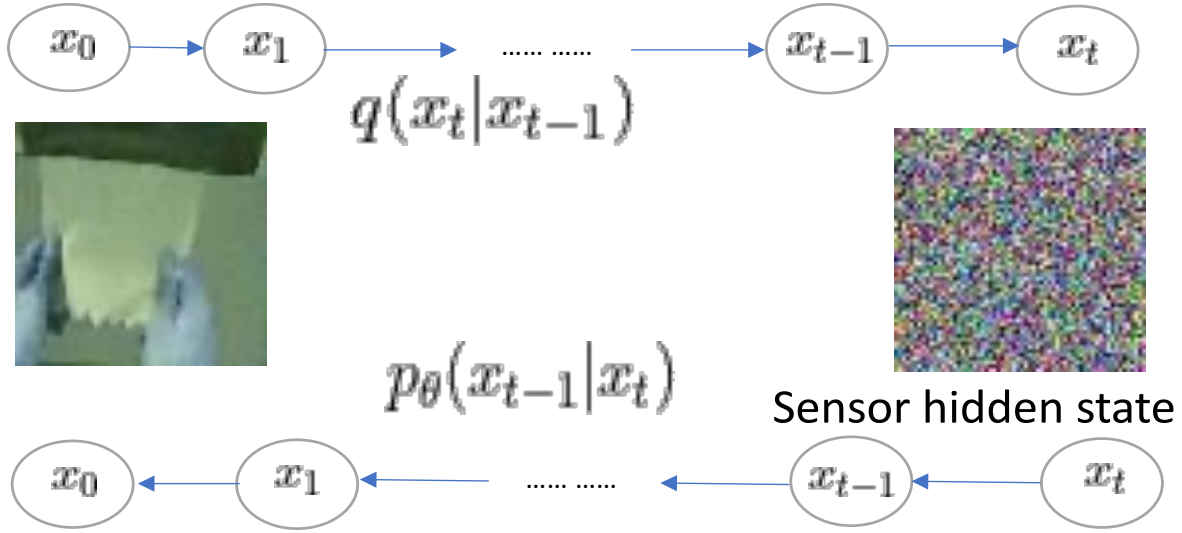 x₀ x₁ ...... ...... xₜ₋₁ xₜ
q(xₜ|xₜ₋₁)
p_θ(xₜ₋₁|xₜ)
Sensor hidden state
x₀ x₁ ...... ...... xₜ₋₁ xₜ